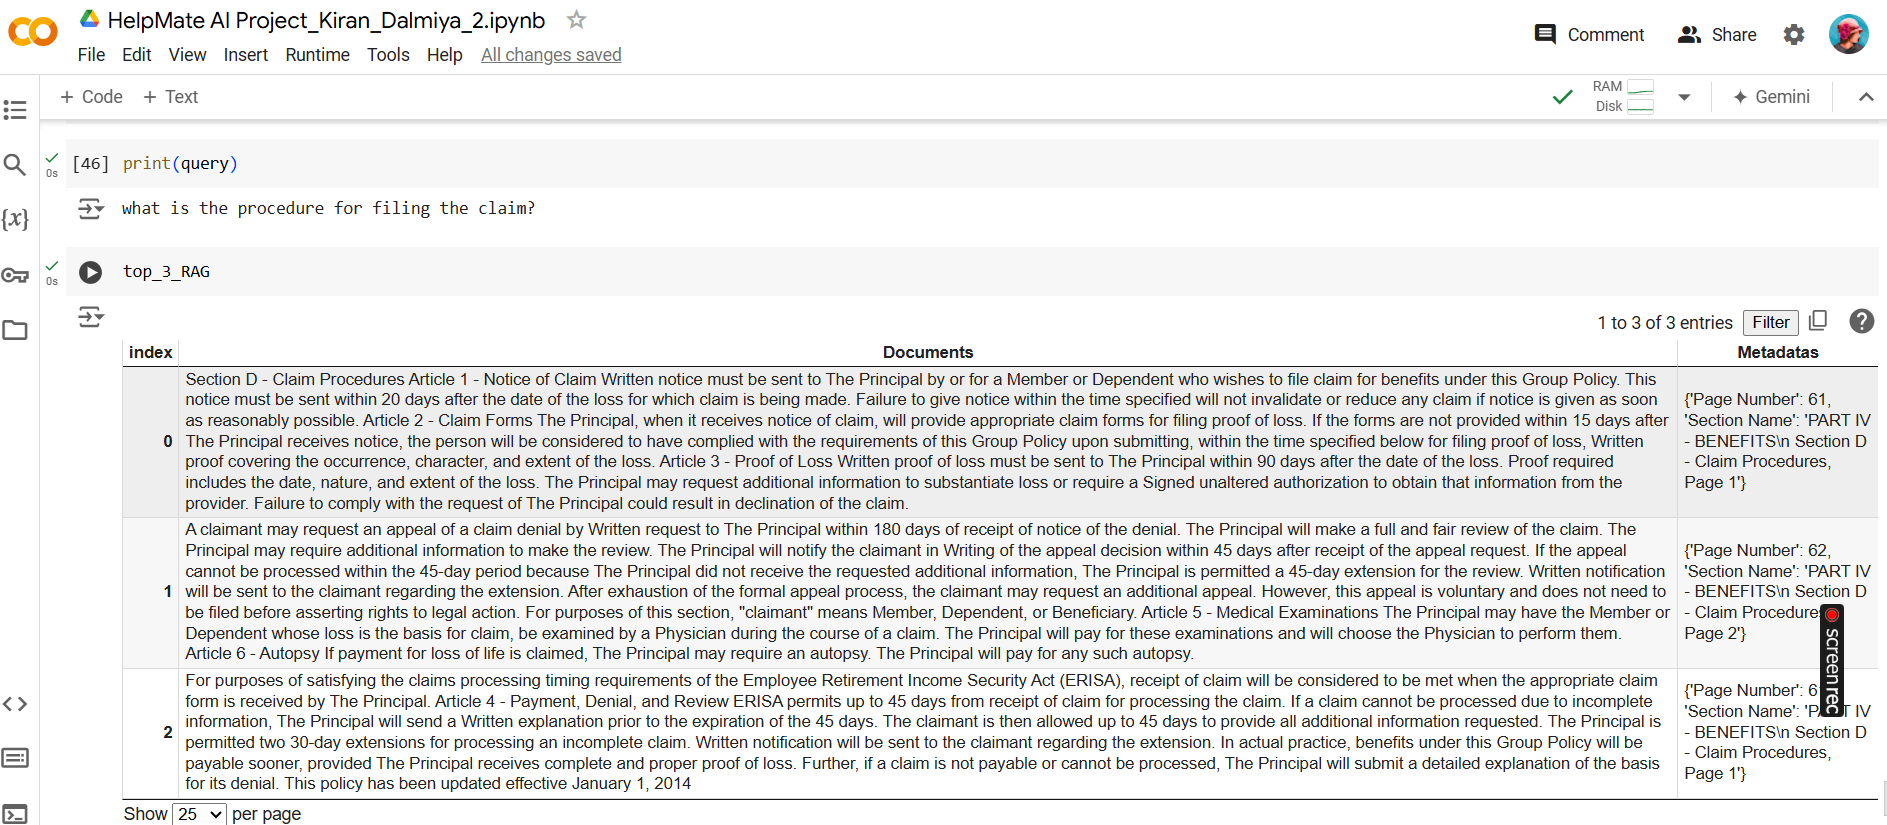 HelpMate AI Project_Kiran_Dalmiya_2.ipynb
File Edit View Insert Runtime Tools Help All changes saved
Comment Share
+ Code + Text
RAM
Disk
Gemini
[46] print(query)
0s
what is the procedure for filing the claim?
top_3_RAG
0s
1 to 3 of 3 entries Filter
index Documents Metadatas
0
Section D - Claim Procedures Article 1 - Notice of Claim Written notice must be sent to The Principal by or for a Member or Dependent who wishes to file claim for benefits under this Group Policy. This
notice must be sent within 20 days after the date of the loss for which claim is being made. Failure to give notice within the time specified will not invalidate or reduce any claim if notice is given as soon
as reasonably possible. Article 2 - Claim Forms The Principal, when it receives notice of claim, will provide appropriate claim forms for filing proof of loss. If the forms are not provided within 15 days after
The Principal receives notice, the person will be considered to have complied with the requirements of this Group Policy upon submitting, within the time specified below for filing proof of loss, Written
proof covering the occurrence, character, and extent of the loss. Article 3 - Proof of Loss Written proof of loss must be sent to The Principal within 90 days after the date of the loss. Proof required
includes the date, nature, and extent of the loss. The Principal may request additional information to substantiate loss or require a Signed unaltered authorization to obtain that information from the
provider. Failure to comply with the request of The Principal could result in declination of the claim.
{'Page Number': 61,
'Section Name': 'PART IV
- BENEFITS\n Section D
- Claim Procedures,
Page 1'}
1
A claimant may request an appeal of a claim denial by Written request to The Principal within 180 days of receipt of notice of the denial. The Principal will make a full and fair review of the claim. The
Principal may require additional information to make the review. The Principal will notify the claimant in Writing of the appeal decision within 45 days after receipt of the appeal request. If the appeal
cannot be processed within the 45-day period because The Principal did not receive the requested additional information, The Principal is permitted a 45-day extension for the review. Written notification
will be sent to the claimant regarding the extension. After exhaustion of the formal appeal process, the claimant may request an additional appeal. However, this appeal is voluntary and does not need to
be filed before asserting rights to legal action. For purposes of this section, "claimant" means Member, Dependent, or Beneficiary. Article 5 - Medical Examinations The Principal may have the Member or
Dependent whose loss is the basis for claim, be examined by a Physician during the course of a claim. The Principal will pay for these examinations and will choose the Physician to perform them.
Article 6 - Autopsy If payment for loss of life is claimed, The Principal may require an autopsy. The Principal will pay for any such autopsy.
{'Page Number': 62,
'Section Name': 'PART IV
- BENEFITS\n Section D
- Claim Procedures
Page 2'}
2
For purposes of satisfying the claims processing timing requirements of the Employee Retirement Income Security Act (ERISA), receipt of claim will be considered to be met when the appropriate claim
form is received by The Principal. Article 4 - Payment, Denial, and Review ERISA permits up to 45 days from receipt of claim for processing the claim. If a claim cannot be processed due to incomplete
information, The Principal will send a Written explanation prior to the expiration of the 45 days. The claimant is then allowed up to 45 days to provide all additional information requested. The Principal is
permitted two 30-day extensions for processing an incomplete claim. Written notification will be sent to the claimant regarding the extension. In actual practice, benefits under this Group Policy will be
payable sooner, provided The Principal receives complete and proper proof of loss. Further, if a claim is not payable or cannot be processed, The Principal will submit a detailed explanation of the basis
for its denial. This policy has been updated effective January 1, 2014
{'Page Number': 6
'Section Name': IV
- BENEFITS\n Section D
- Claim Procedures,
Page 1'}
screenrec
Show 25 per page